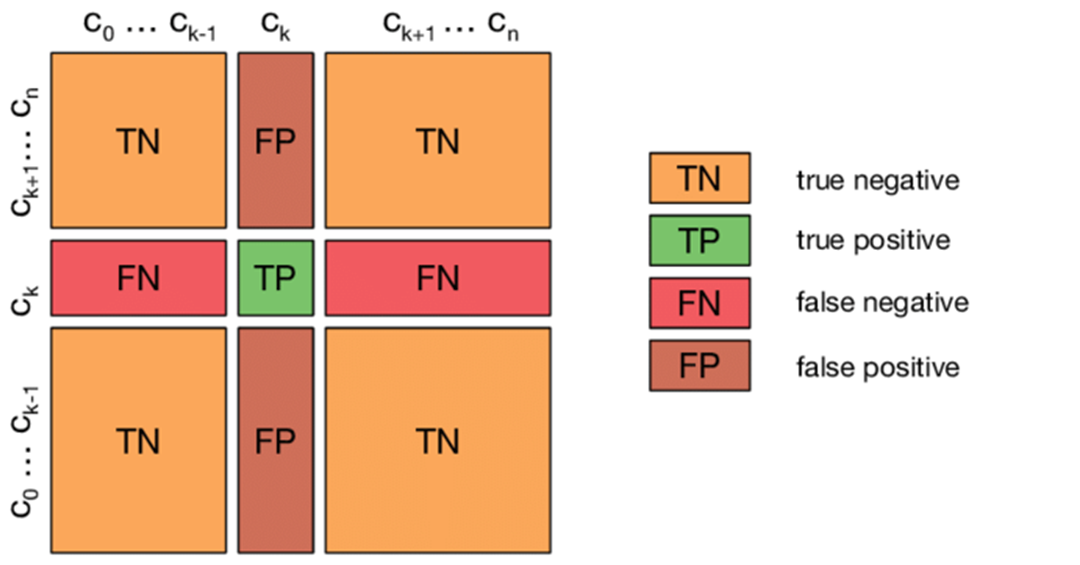 C0 ... Ck-1 Ck Ck+1 ... Cn
Ck+1 ... Cn
TN FP TN
Ck
FN TP FN
C0 ... Ck-1
TN FP TN
TN true negative
TP true positive
FN false negative
FP false positive